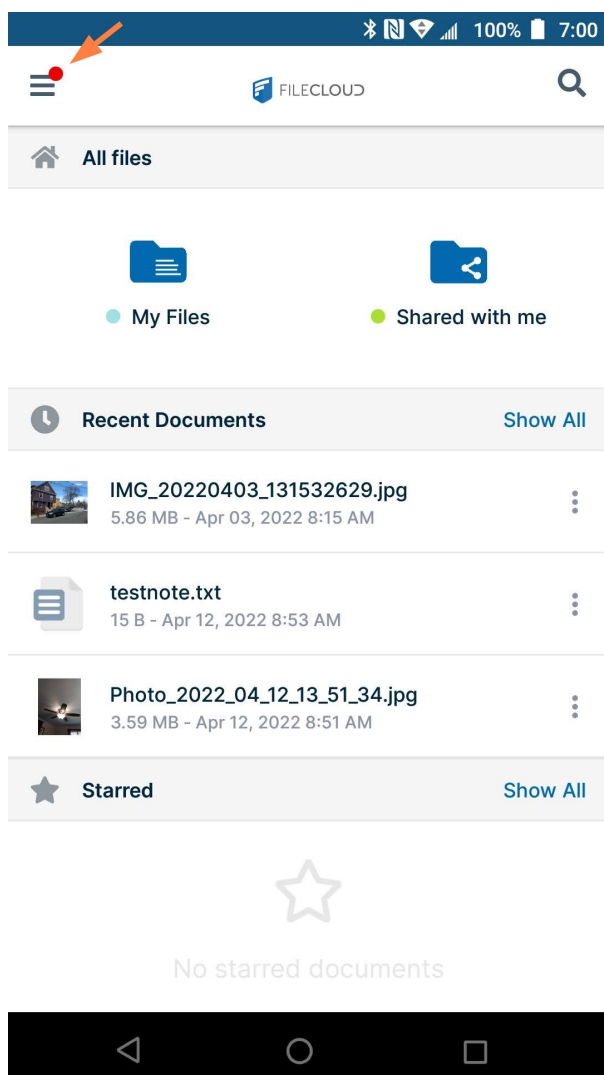 100% 7:00
FILECLOUD
All files
My Files
Shared with me
Recent Documents Show All
IMG_20220403_131532629.jpg
5.86 MB - Apr 03, 2022 8:15 AM
testnote.txt
15 B - Apr 12, 2022 8:53 AM
Photo_2022_04_12_13_51_34.jpg
3.59 MB - Apr 12, 2022 8:51 AM
Starred Show All
No starred documents